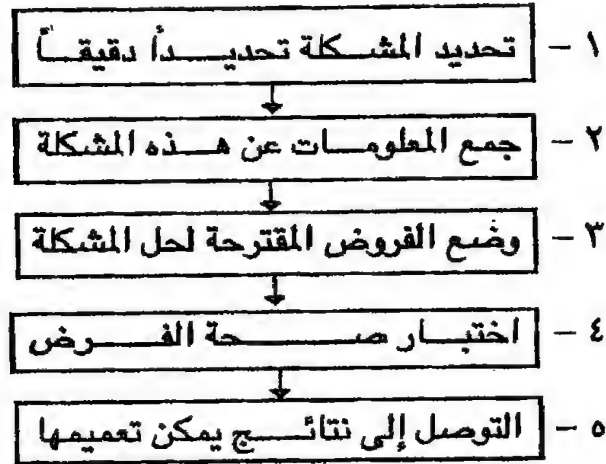 ١ - تحديد المشكلة تحديداً دقيقاً
٢ - جمع المعلومات عن هذه المشكلة
٣ - وضع الفروض المقترحة لحل المشكلة
٤ - اختبار صحة الفرض
٥ - التوصل إلى نتائج يمكن تعميمها